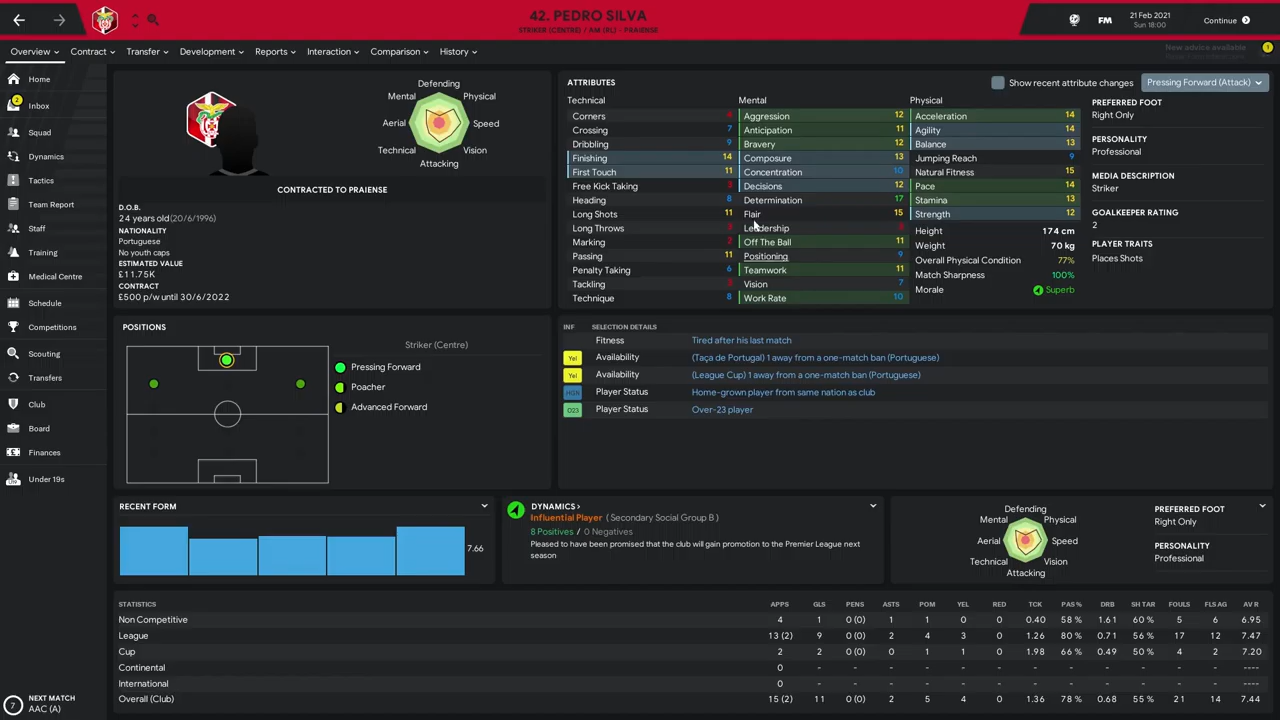 42. PEDRO SILVA
STRIKER (CENTRE) / AM (RL) - PRAIENSE
FM
21 Feb 2021
Sun 18:00
Continue
Overview
Contract
Transfer
Development
Reports
Interaction
Comparison
History
New advice available
1
Home
2
Inbox
Squad
Dynamics
Tactics
Team Report
Staff
Training
Medical Centre
Schedule
Competitions
Scouting
Transfers
Club
Board
Finances
Under 19s
7
NEXT MATCH
AAC (A)
Defending
Mental Physical
Aerial Speed
Technical Vision
Attacking
CONTRACTED TO PRAIENSE
D.O.B.
24 years old (20/6/1996)
NATIONALITY
Portuguese
No youth caps
ESTIMATED VALUE
£11.75K
CONTRACT
£500 p/w until 30/6/2022
ATTRIBUTES
Show recent attribute changes
Pressing Forward (Attack)
Technical
Corners
Crossing 7
Dribbling 9
Finishing 14
First Touch 11
Free Kick Taking 3
Heading 8
Long Shots 11
Long Throws 3
Marking 2
Passing 11
Penalty Taking 6
Tackling 3
Technique 8
Mental
Aggression 12
Anticipation 11
Bravery 12
Composure 13
Concentration 10
Decisions 12
Determination 17
Flair 15
Leadership
Off The Ball 11
Positioning 9
Teamwork 11
Vision 7
Work Rate 10
Physical
Acceleration 14
Agility 14
Balance 13
Jumping Reach 9
Natural Fitness 15
Pace 14
Stamina 13
Strength 12
Height 174 cm
Weight 70 kg
Overall Physical Condition 77%
Match Sharpness 100%
Morale Superb
PREFERRED FOOT
Right Only
PERSONALITY
Professional
MEDIA DESCRIPTION
Striker
GOALKEEPER RATING
2
PLAYER TRAITS
Places Shots
POSITIONS
Striker (Centre)
Pressing Forward
Poacher
Advanced Forward
INF SELECTION DETAILS
Fitness Tired after his last match
Yel Availability (Taça de Portugal) 1 away from a one-match ban (Portuguese)
Yel Availability (League Cup) 1 away from a one-match ban (Portuguese)
HGN Player Status Home-grown player from same nation as club
O23 Player Status Over-23 player
RECENT FORM
7.66
DYNAMICS >
Influential Player ( Secondary Social Group B )
8 Positives / 0 Negatives
Pleased to have been promised that the club will gain promotion to the Premier League next
season
Defending
Mental Physical
Aerial Speed
Technical Vision
Attacking
PREFERRED FOOT
Right Only
PERSONALITY
Professional
STATISTICS APPS GLS PENS ASTS POM YEL RED TCK PAS % DRB SH TAR FOULS FLS AG AV R
Non Competitive 4 1 0 (0) 1 1 0 0 0.40 58 % 1.61 60 % 5 6 6.95
League 13 (2) 9 0 (0) 2 4 3 0 1.26 80 % 0.71 56 % 17 12 7.47
Cup 2 2 0 (0) 0 1 1 0 1.98 66 % 0.49 50 % 4 2 7.20
Continental 0 - - - - - - - - - - - - ----
International 0 - - - - - - - - - - - - ----
Overall (Club) 15 (2) 11 0 (0) 2 5 4 0 1.36 78 % 0.68 55 % 21 14 7.44